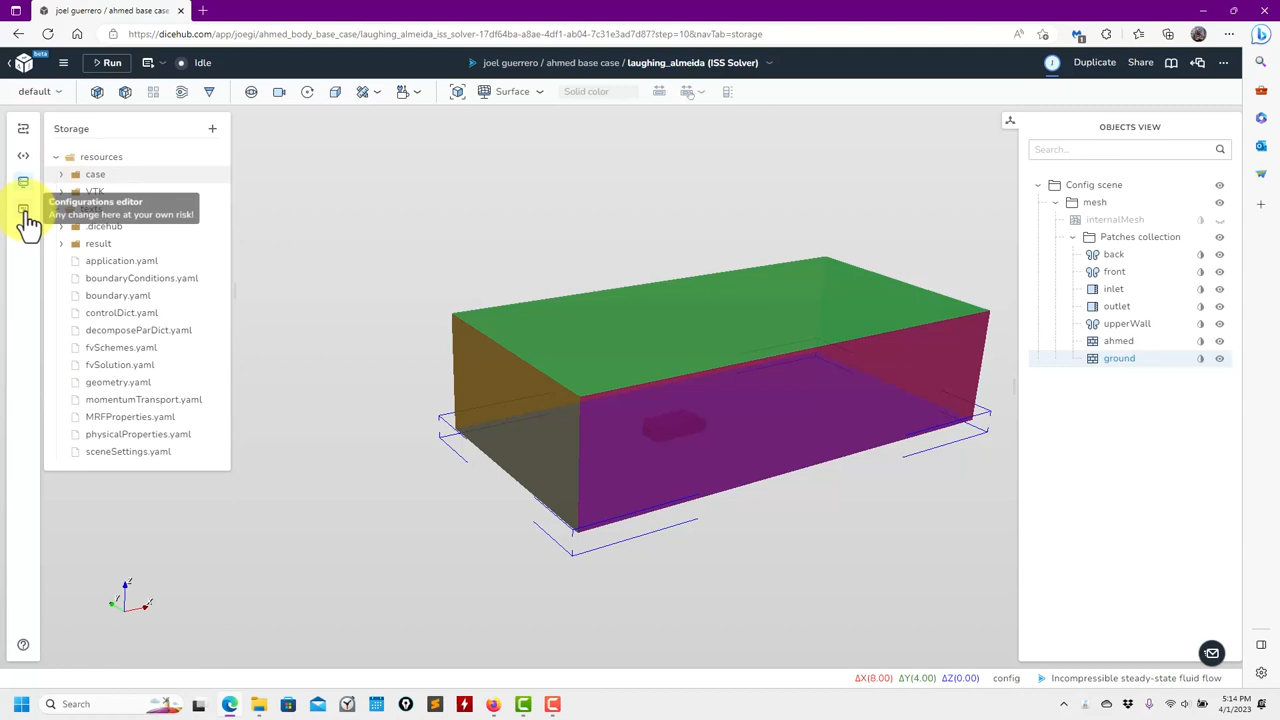 joel guerrero / ahmed base case
https://dicehub.com/app/joegi/ahmed_body_base_case/laughing_almeida_iss_solver/17df64ba-a8ae-4df1-ab04-7c31e3ad7d87?step=10&navTab=storage
beta
Run
Idle
joel guerrero / ahmed base case / laughing_almeida (ISS Solver)
J
Duplicate
Share
default
Surface
Solid color
Storage
resources
case
VTK
Configurations editor
Any change here at your own risk!
.dicehub
result
application.yaml
boundaryConditions.yaml
boundary.yaml
controlDict.yaml
decomposeParDict.yaml
fvSchemes.yaml
fvSolution.yaml
geometry.yaml
momentumTransport.yaml
MRFProperties.yaml
physicalProperties.yaml
sceneSettings.yaml
Z
Y
X
OBJECTS VIEW
Search...
Config scene
mesh
internalMesh
Patches collection
back
front
inlet
outlet
upperWall
ahmed
ground
ΔX(8.00) ΔY(4.00) ΔZ(0.00) config Incompressible steady-state fluid flow
Search
5:14 PM
4/1/2023